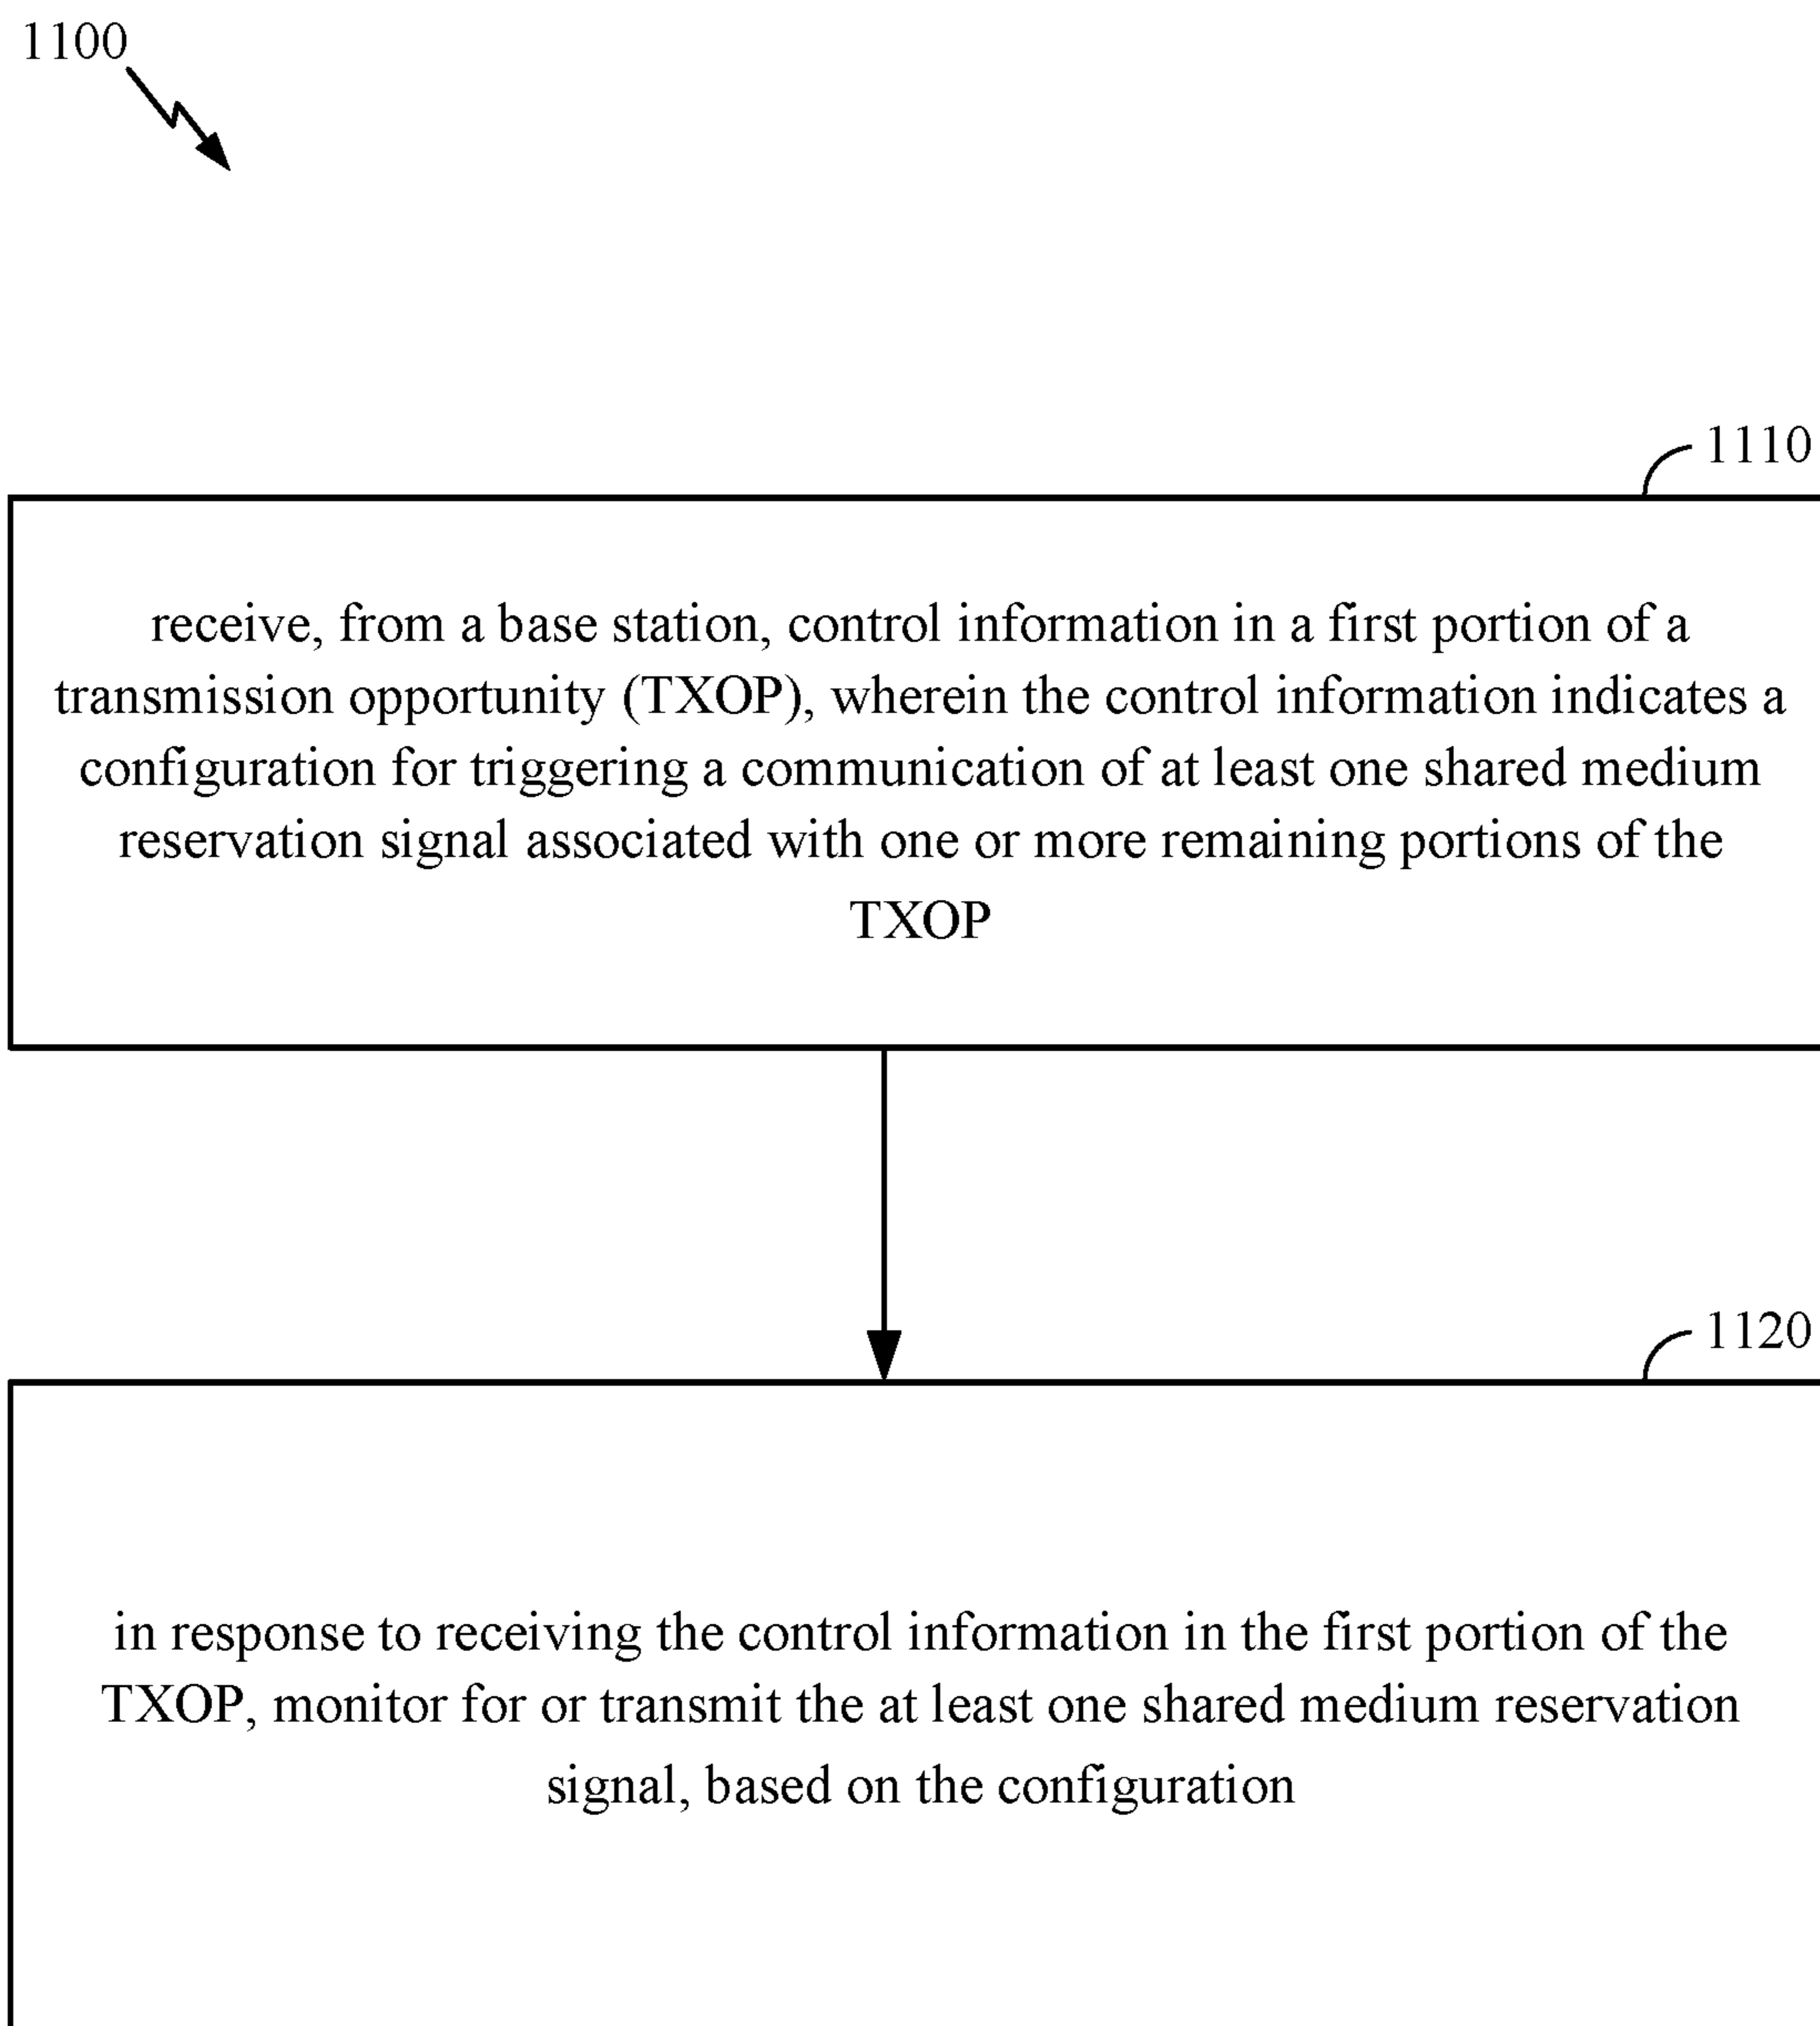 1100
1110
receive, from a base station, control information in a first portion of a
transmission opportunity (TXOP), wherein the control information indicates a
configuration for triggering a communication of at least one shared medium
reservation signal associated with one or more remaining portions of the
TXOP
1120
in response to receiving the control information in the first portion of the
TXOP, monitor for or transmit the at least one shared medium reservation
signal, based on the configuration